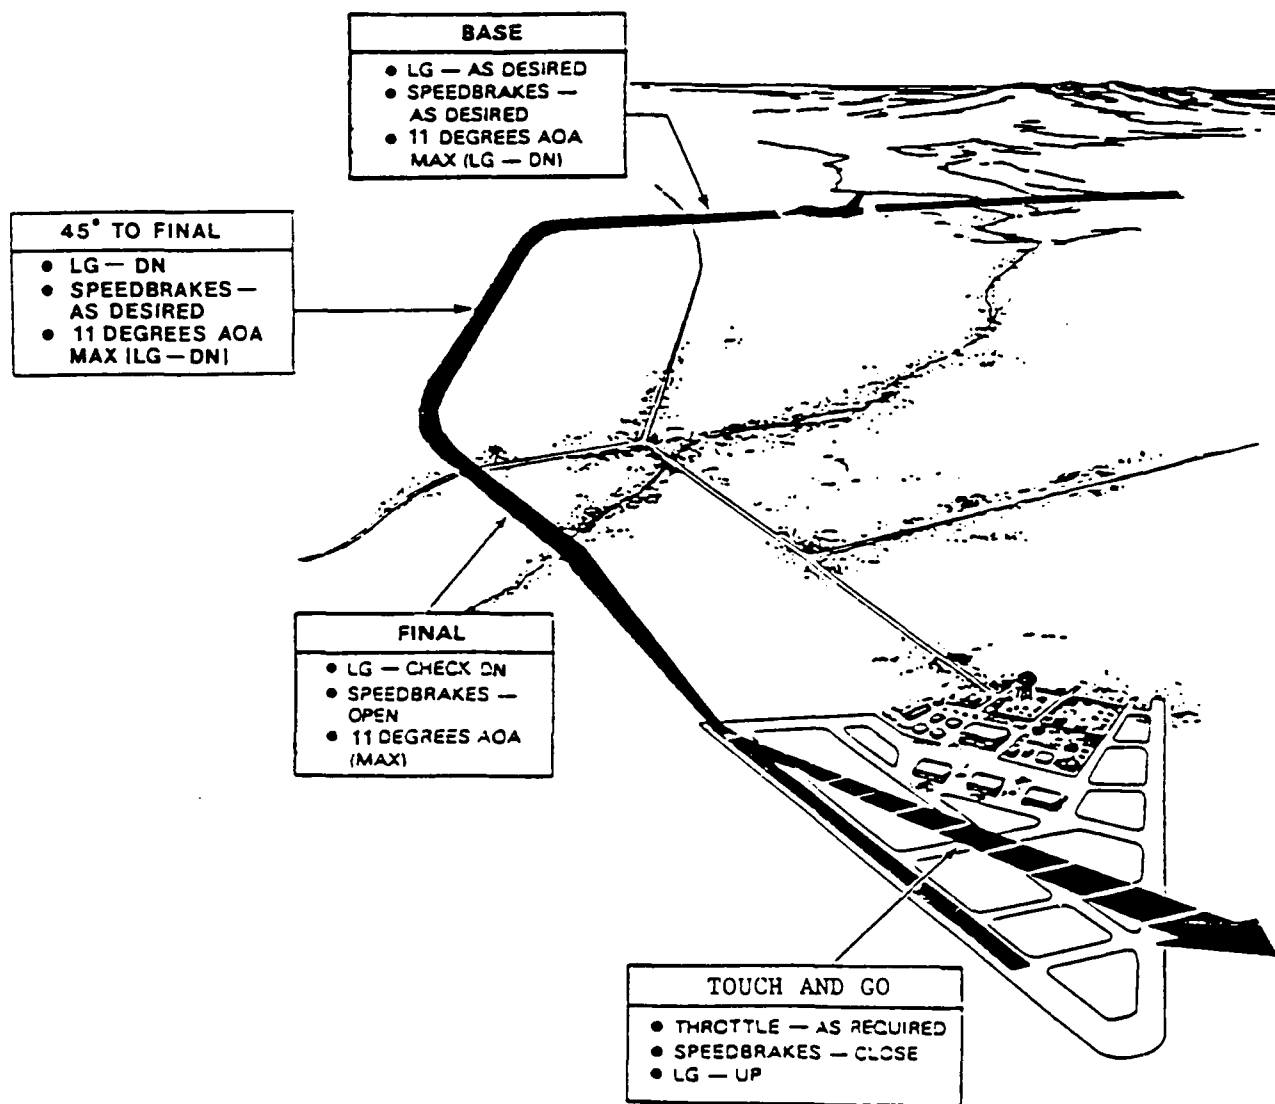 BASE
• LG — AS DESIRED
• SPEEDBRAKES —
AS DESIRED
• 11 DEGREES AOA
MAX (LG — DN)
45° TO FINAL
• LG — DN
• SPEEDBRAKES —
AS DESIRED
• 11 DEGREES AOA
MAX (LG — DN)
FINAL
• LG — CHECK DN
• SPEEDBRAKES —
OPEN
• 11 DEGREES AOA
(MAX)
TOUCH AND GO
• THROTTLE — AS REQUIRED
• SPEEDBRAKES — CLOSE
• LG — UP